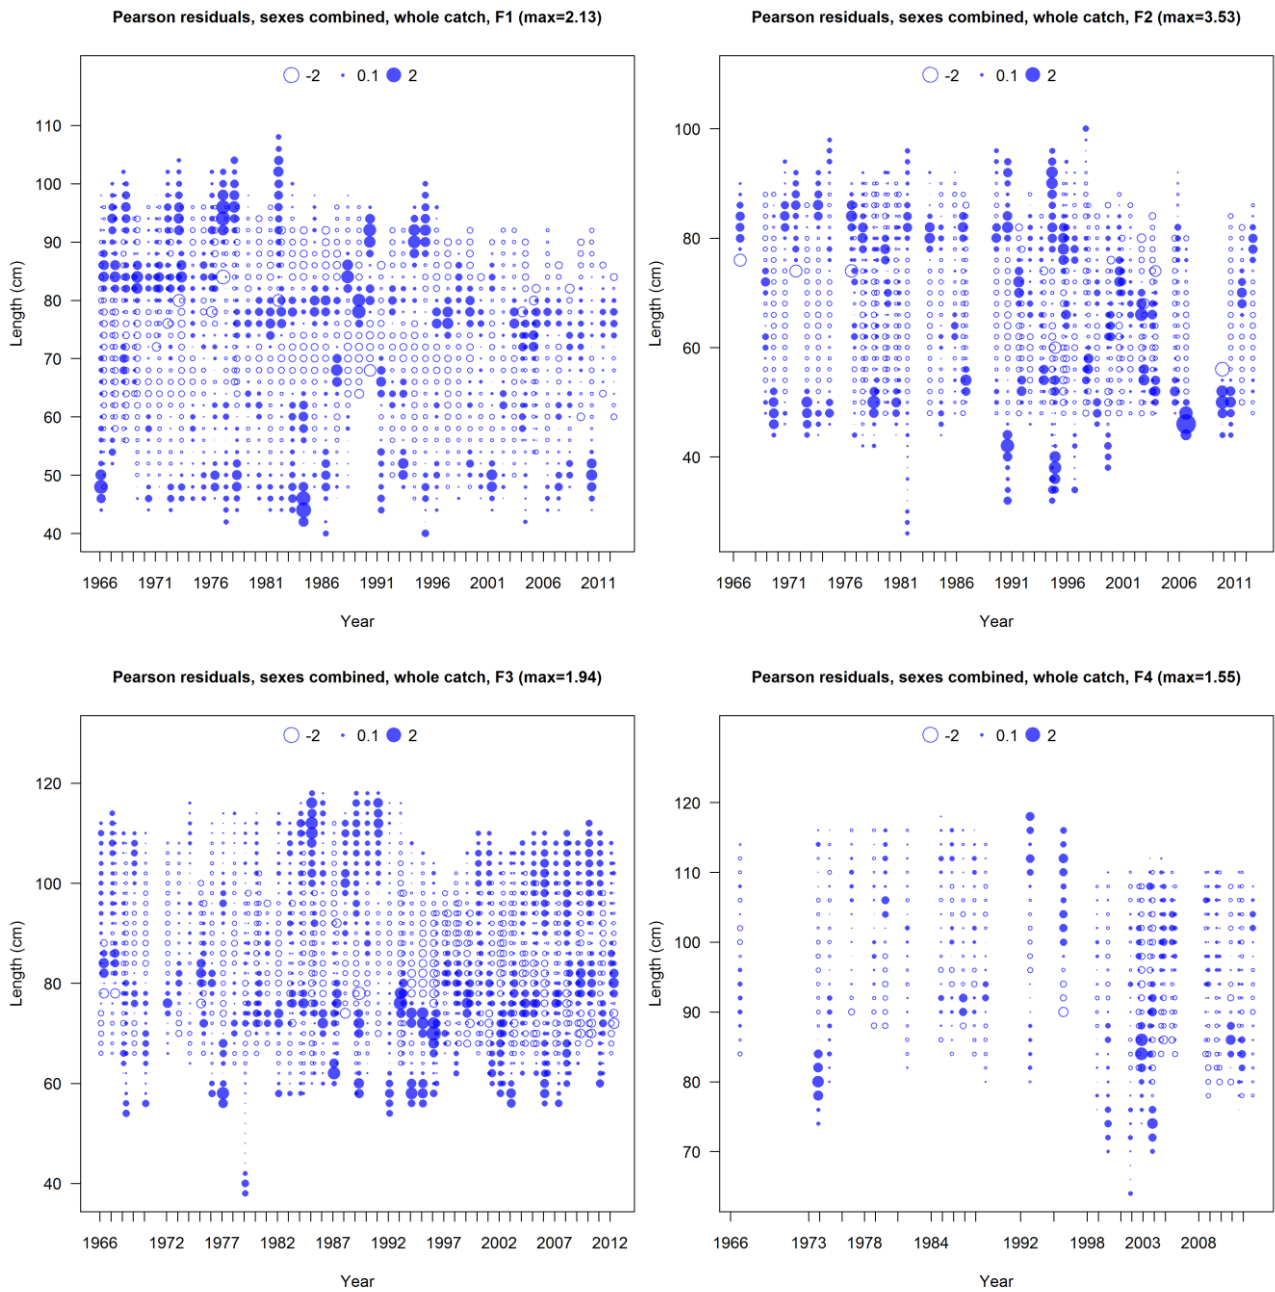 Pearson residuals, sexes combined, whole catch, F1 (max=2.13)
-2 0.1 2
110
100
90
80
70
60
50
40
Length (cm)
1966 1971 1976 1981 1986 1991 1996 2001 2006 2011
Year
Pearson residuals, sexes combined, whole catch, F2 (max=3.53)
-2 0.1 2
100
80
60
40
Length (cm)
1966 1971 1976 1981 1986 1991 1996 2001 2006 2011
Year
Pearson residuals, sexes combined, whole catch, F3 (max=1.94)
-2 0.1 2
120
100
80
60
40
Length (cm)
1966 1972 1977 1982 1987 1992 1997 2002 2007 2012
Year
Pearson residuals, sexes combined, whole catch, F4 (max=1.55)
-2 0.1 2
120
110
100
90
80
70
Length (cm)
1966 1973 1978 1984 1992 1998 2003 2008
Year